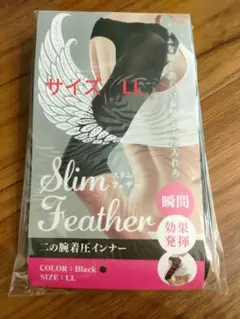 サイズ LL
Slim
スリム
フェザー
Feather
瞬間
効果
発揮
二の腕着圧インナー
COLOR：Black
SIZE：LL